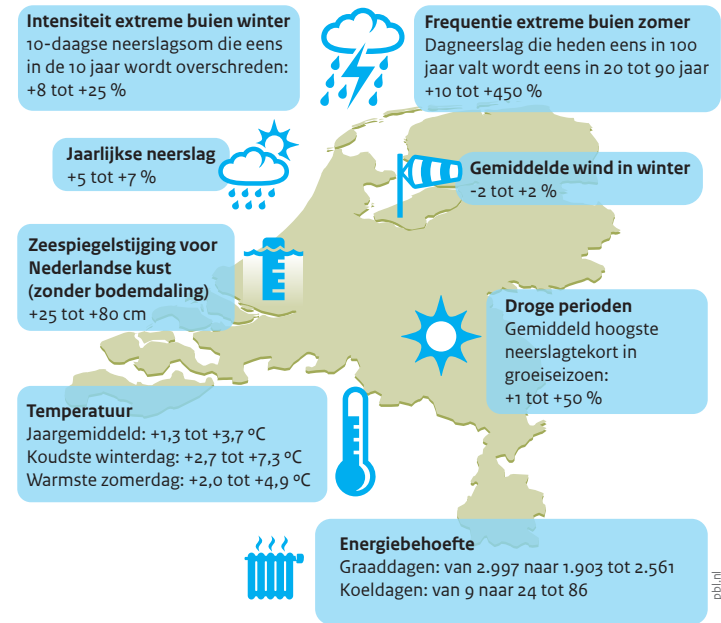 Intensiteit extreme buien winter
10-daagse neerslagsom die eens
in de 10 jaar wordt overschreden:
+8 tot +25 %
Frequentie extreme buien zomer
Dagneerslag die heden eens in 100
jaar valt wordt eens in 20 tot 90 jaar
+10 tot +450 %
Jaarlijkse neerslag
+5 tot +7 %
Gemiddelde wind in winter
-2 tot +2 %
Zeespiegelstijging voor
Nederlandse kust
(zonder bodemdaling)
+25 tot +80 cm
Droge perioden
Gemiddeld hoogste
neerslagtekort in
groeiseizoen:
+1 tot +50 %
Temperatuur
Jaargemiddeld: +1,3 tot +3,7 ºC
Koudste winterdag: +2,7 tot +7,3 ºC
Warmste zomerdag: +2,0 tot +4,9 ºC
Energiebehoefte
Graaddagen: van 2.997 naar 1.903 tot 2.561
Koeldagen: van 9 naar 24 tot 86
pbl.nl